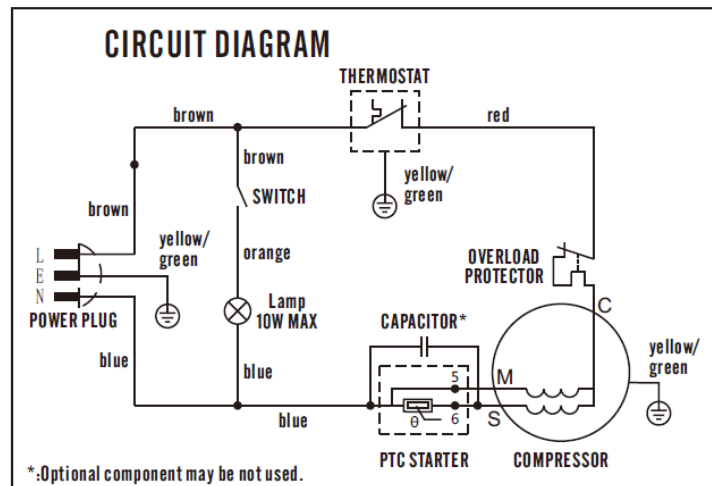 CIRCUIT DIAGRAM
THERMOSTAT
brown
red
brown
yellow/
green
SWITCH
brown
yellow/
green
orange
OVERLOAD
PROTECTOR
L
E
N
POWER PLUG
Lamp
10W MAX
C
CAPACITOR*
yellow/
green
blue
blue
5
M
blue
θ
6
S
PTC STARTER
COMPRESSOR
*:Optional component may be not used.